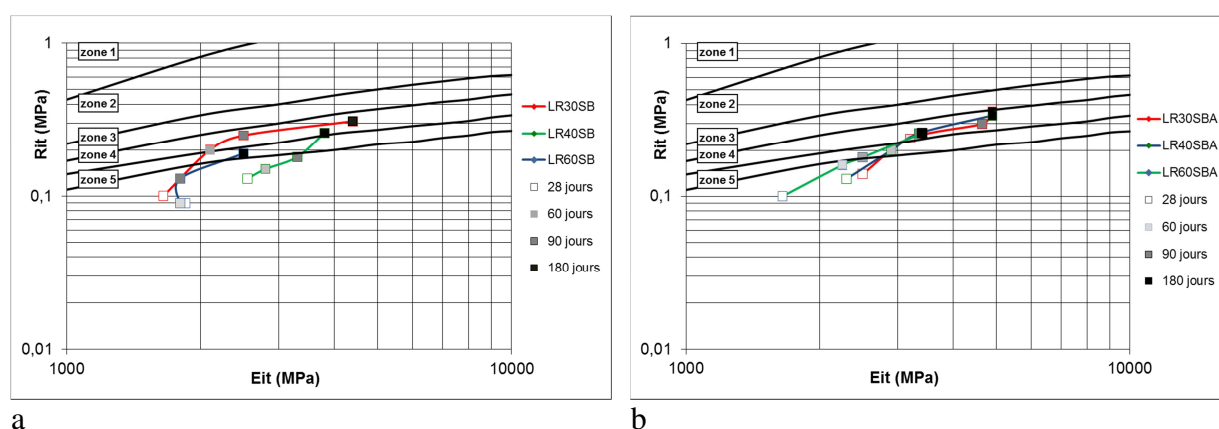 1
zone 1
zone 2
zone 3
zone 4
zone 5
0,1
0,01
1000
10000
Rit (MPa)
Eit (MPa)
LR30SB
LR40SB
LR60SB
28 jours
60 jours
90 jours
180 jours
a
1
zone 1
zone 2
zone 3
zone 4
zone 5
0,1
0,01
1000
10000
Rit (MPa)
Eit (MPa)
LR30SBA
LR40SBA
LR60SBA
28 jours
60 jours
90 jours
180 jours
b